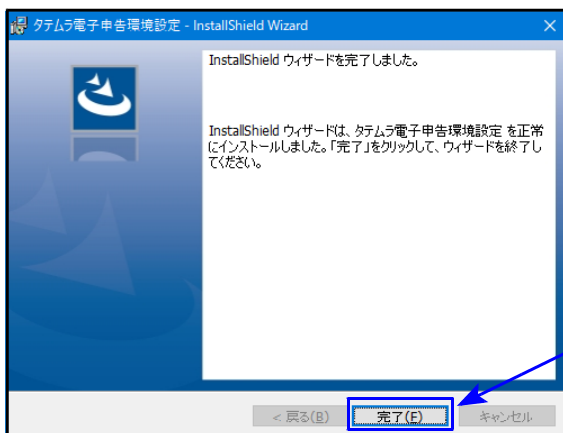 タテムラ電子申告環境設定 - InstallShield Wizard
InstallShield ウィザードを完了しました。
InstallShield ウィザードは、タテムラ電子申告環境設定 を正常
にインストールしました。「完了」をクリックして、ウィザードを終了し
てください。
< 戻る(B) 完了(F) キャンセル